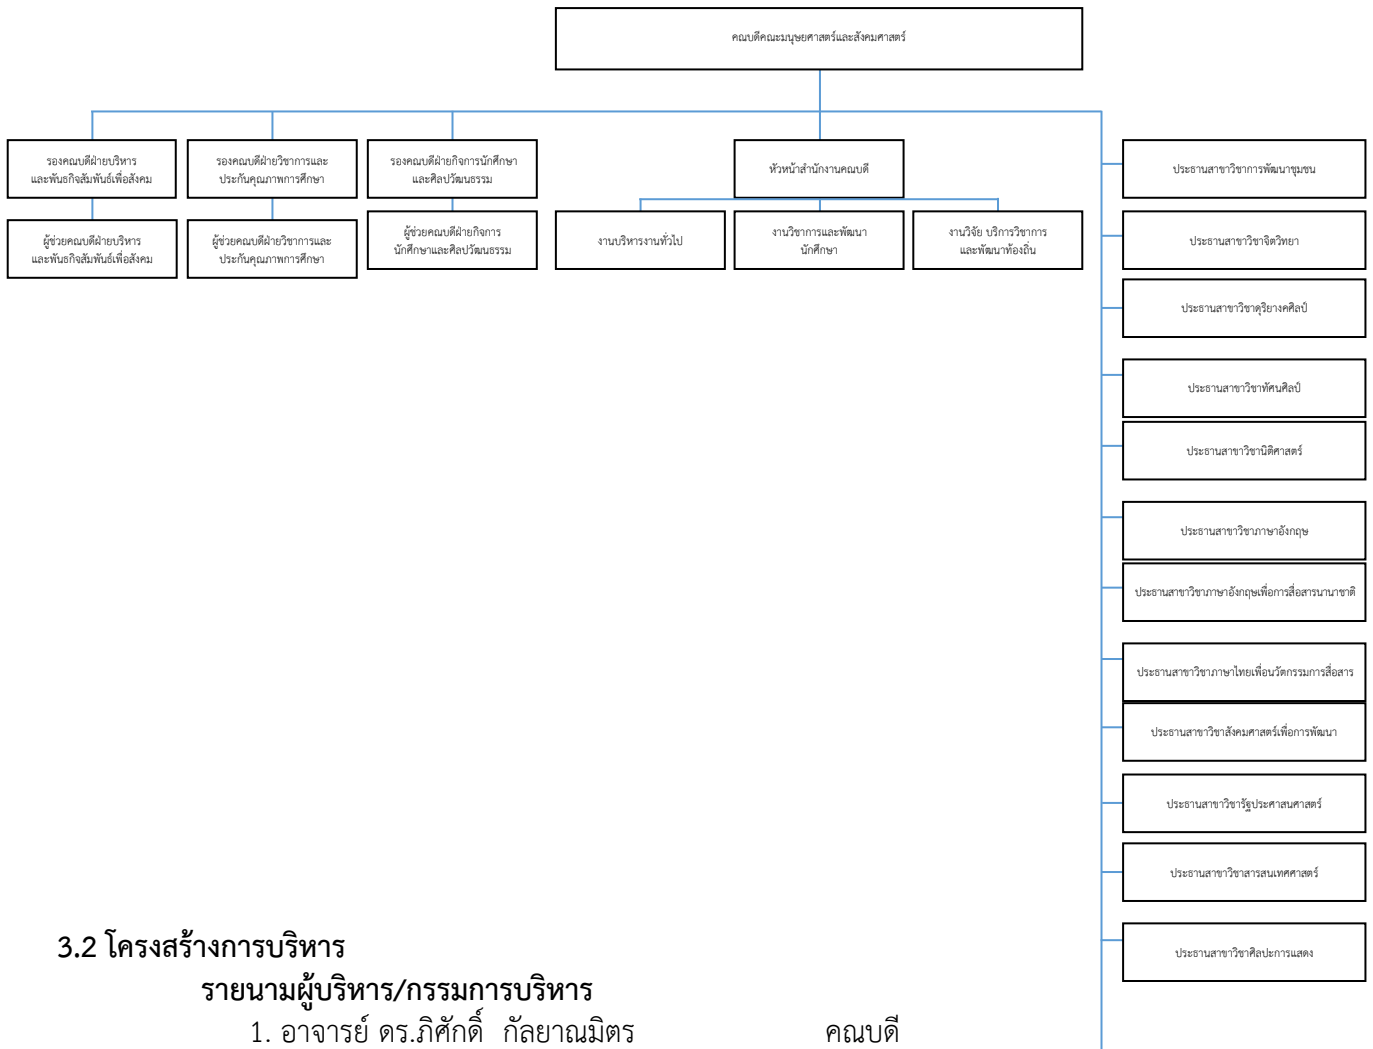 คณบดีคณะมนุษยศาสตร์และสังคมศาสตร์
รองคณบดีฝ่ายบริหาร
และพันธกิจสัมพันธ์เพื่อสังคม
รองคณบดีฝ่ายวิชาการและ
ประกันคุณภาพการศึกษา
รองคณบดีฝ่ายกิจการนักศึกษา
และศิลปวัฒนธรรม
หัวหน้าสำนักงานคณบดี
ผู้ช่วยคณบดีฝ่ายบริหาร
และพันธกิจสัมพันธ์เพื่อสังคม
ผู้ช่วยคณบดีฝ่ายวิชาการและ
ประกันคุณภาพการศึกษา
ผู้ช่วยคณบดีฝ่ายกิจการ
นักศึกษาและศิลปวัฒนธรรม
งานบริหารงานทั่วไป
งานวิชาการและพัฒนา
นักศึกษา
งานวิจัย บริการวิชาการ
และพัฒนาท้องถิ่น
ประธานสาขาวิชาการพัฒนาชุมชน
ประธานสาขาวิชาจิตวิทยา
ประธานสาขาวิชาดุริยางคศิลป์
ประธานสาขาวิชาทัศนศิลป์
ประธานสาขาวิชานิติศาสตร์
ประธานสาขาวิชาภาษาอังกฤษ
ประธานสาขาวิชาภาษาอังกฤษเพื่อการสื่อสารนานาชาติ
ประธานสาขาวิชาภาษาไทยเพื่อนวัตกรรมการสื่อสาร
ประธานสาขาวิชาสังคมศาสตร์เพื่อการพัฒนา
ประธานสาขาวิชารัฐประศาสนศาสตร์
ประธานสาขาวิชาสารสนเทศศาสตร์
ประธานสาขาวิชาศิลปะการแสดง
3.2 โครงสร้างการบริหาร
รายนามผู้บริหาร/กรรมการบริหาร
1. อาจารย์ ดร.ภิศักดิ์ กัลยาณมิตร คณบดี